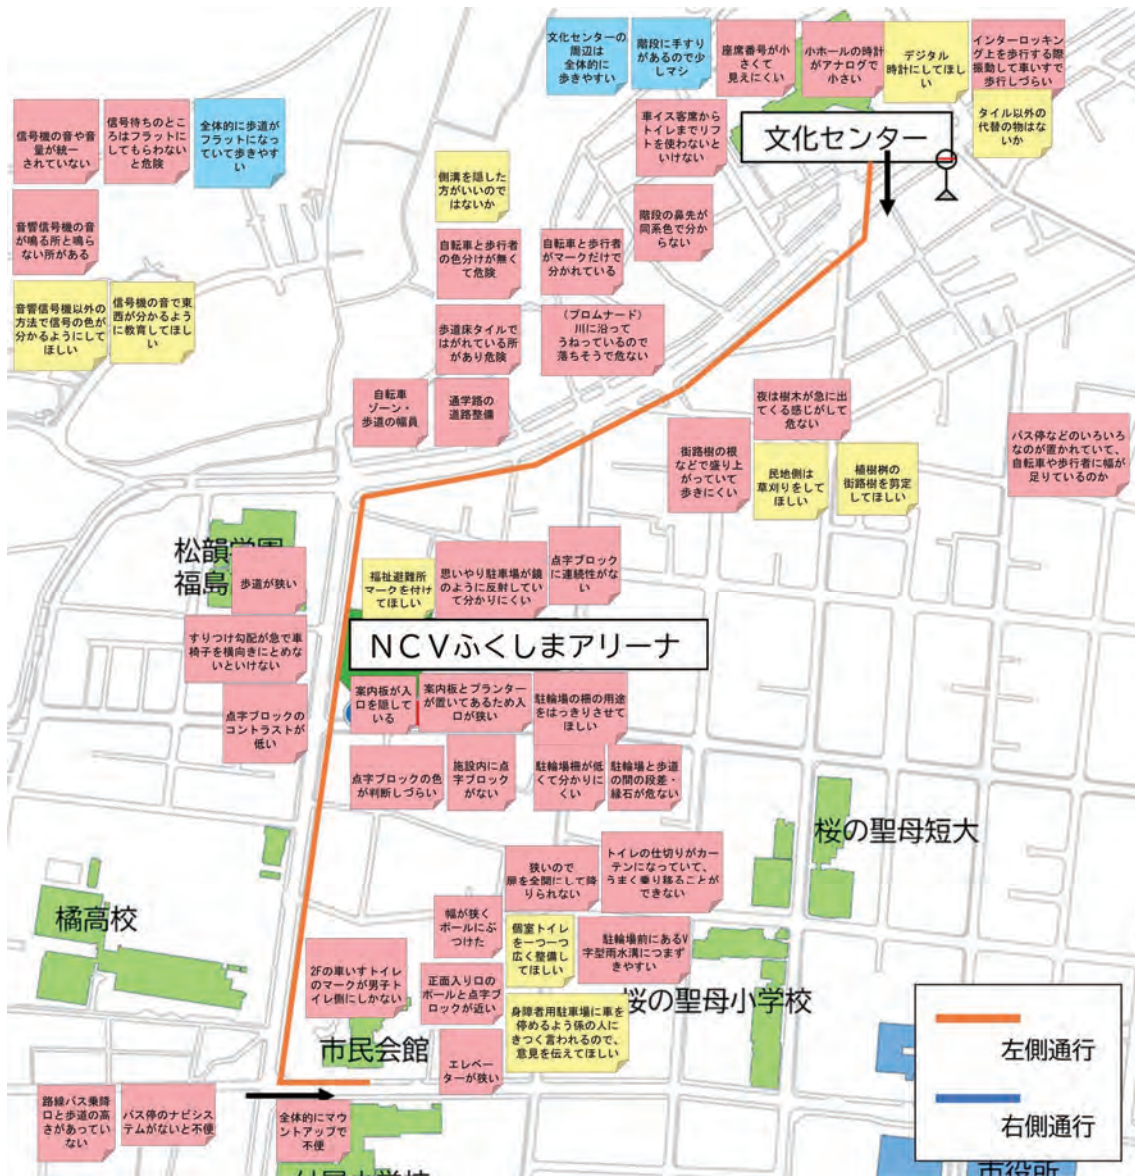 文化センターの
周辺は
全体的に
歩きやすい
階段に手すり
があるので少
しマシ
座席番号が小
さくて
見えにくい
小ホールの時計
がアナログで
小さい
デジタル
時計にしてほし
い
インターロッキン
グ上を歩行する際
振動して車いすで
歩行しづらい
信号機の音や音
量が統一
されていない
信号待ちのとこ
ろはフラットに
してもらわない
と危険
全体的に歩道が
フラットになっ
ていて歩きやす
い
車イス客席から
トイレまでリフ
トを使わないと
いけない
文化センター
タイル以外の
代替の物はな
いか
側溝を隠した
方がいいので
はないか
階段の鼻先が
同系色で分か
らない
音響信号機の音
が鳴る所と鳴ら
ない所がある
自転車と歩行者
の色分けが無く
て危険
自転車と歩行者
がマークだけで
分かれている
音響信号機以外の
方法で信号の色が
分かるようにして
ほしい
信号機の音で東
西が分かるよう
に教育してほし
い
歩道床タイルで
はがれている所
があり危険
(プロムナード)
川に沿って
うねっているので
落ちそうで危ない
自転車
ゾーン・
歩道の幅員
通学路の
道路整備
夜は樹木が急に出
てくる感じがして
危ない
街路樹の根
などで盛り上
がっていて
歩きにくい
民地側は
草刈りをして
ほしい
植樹桝の
街路樹を剪定
してほしい
バス停などのいろいろ
なのが置かれていて、
自転車や歩行者に幅が
足りているのか
松韻学園
福島
歩道が狭い
福祉避難所
マークを付け
てほしい
思いやり駐車場が鏡
のように反射してい
て分かりにくい
点字ブロック
に連続性がな
い
すりつけ勾配が急で車
椅子を横向きにとめな
いといけない
NCVふくしまアリーナ
点字ブロックの
コントラストが
低い
案内板が入
口を隠して
いる
案内板とプランター
が置いてあるため入
口が狭い
駐輪場の柵の用途
をはっきりさせて
ほしい
点字ブロックの色
が判断しづらい
施設内に点
字ブロック
がない
駐輪場柵が低
くて分かりに
くい
駐輪場と歩道
の間の段差・
縁石が危ない
桜の聖母短大
狭いので
扉を全開にして降
りられない
トイレの仕切りがカー
テンになっていて、
うまく乗り移ることが
できない
橘高校
幅が狭く
ポールにぶ
つけた
個室トイレ
を一つ一つ
広く整備し
てほしい
駐輪場前にあるV
字型雨水溝につまず
きやすい
2Fの車いすトイレ
のマークが男子ト
イレ側にしかない
正面入り口の
ポールと点字ブ
ロックが近い
桜の聖母小学校
身障者用駐車場に車を
停めるよう係の人に
きつく言われるので、
意見を伝えてほしい
市民会館
エレベー
ターが狭い
左側通行
右側通行
路線バス乗降
口と歩道の高
さがあってい
ない
バス停のナビシス
テムがないと不便
全体的にマウ
ントアップで
不便
市役所